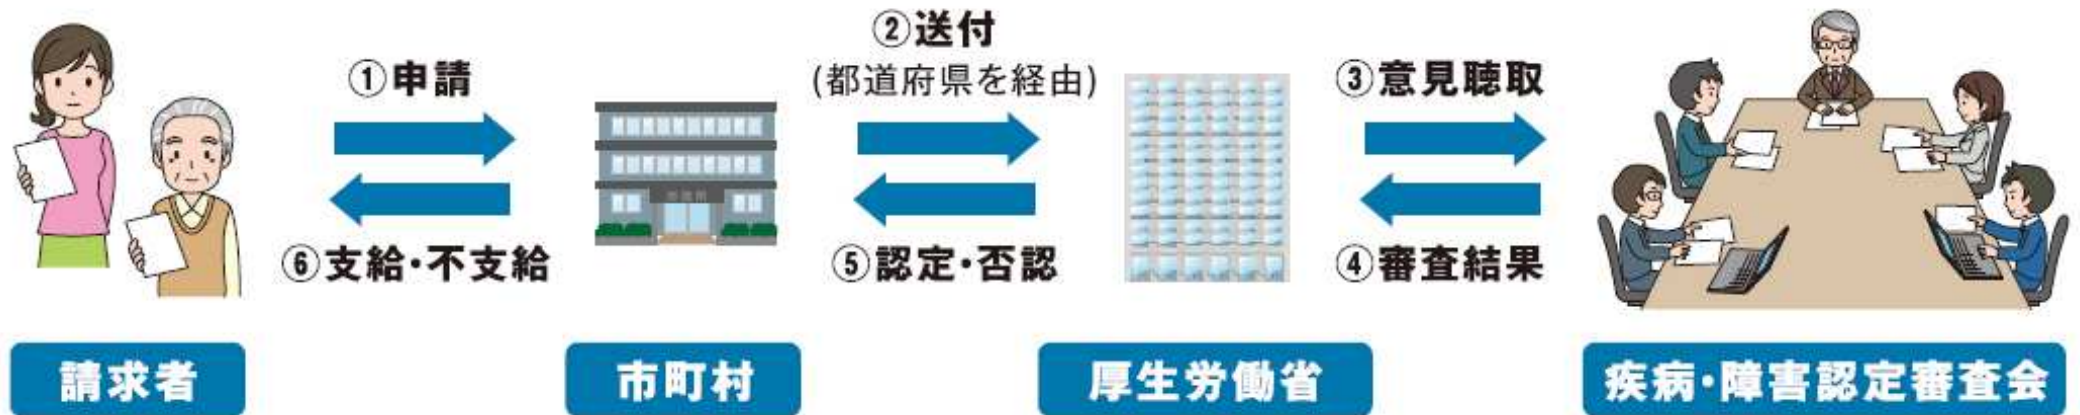 ①申請
②送付
(都道府県を経由)
③意見聴取
⑥支給・不支給
⑤認定・否認
④審査結果
請求者
市町村
厚生労働省
疾病・障害認定審査会